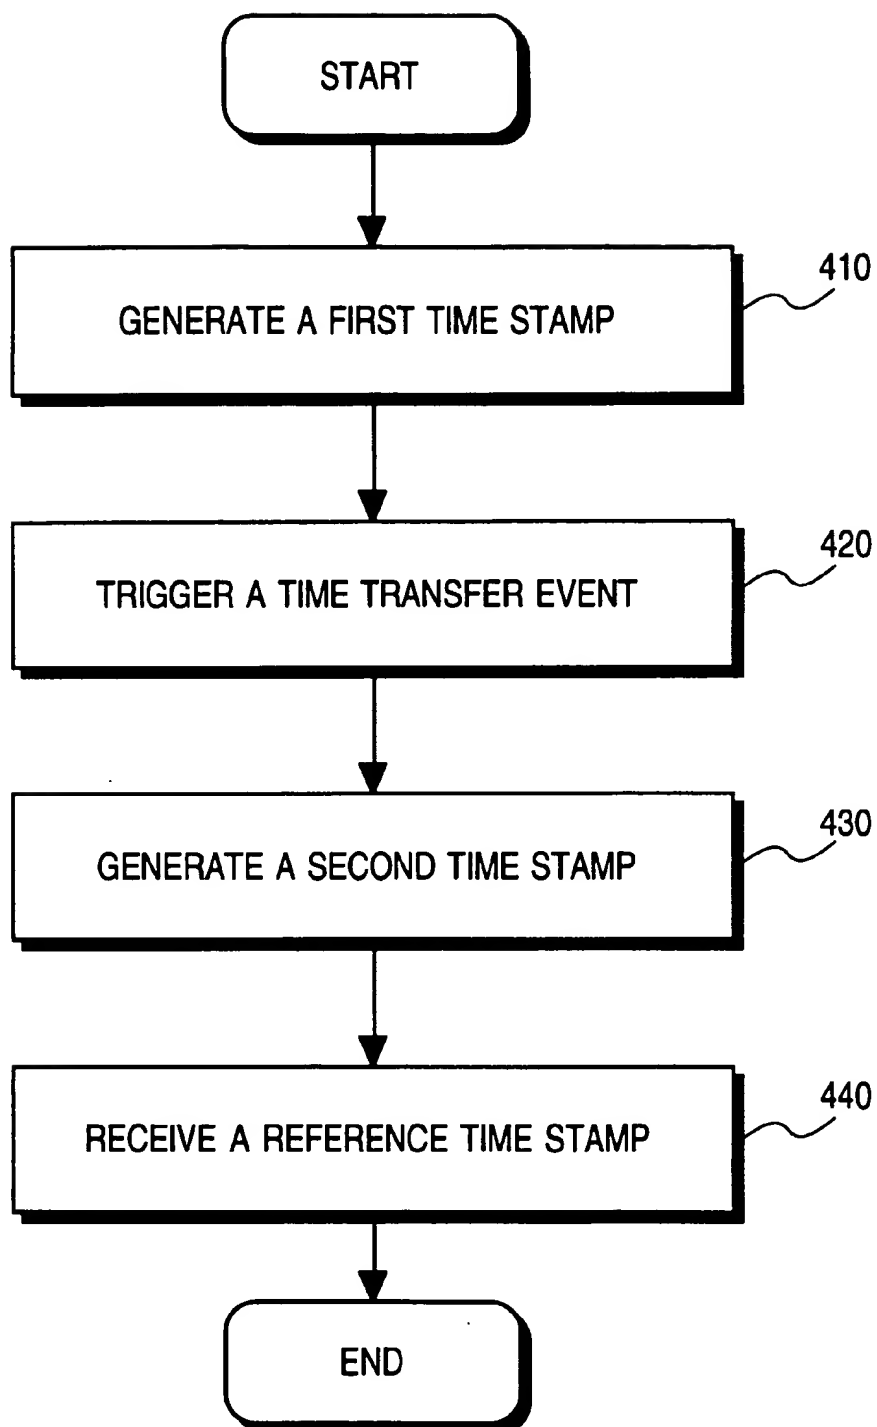 START
410
GENERATE A FIRST TIME STAMP
420
TRIGGER A TIME TRANSFER EVENT
430
GENERATE A SECOND TIME STAMP
440
RECEIVE A REFERENCE TIME STAMP
END